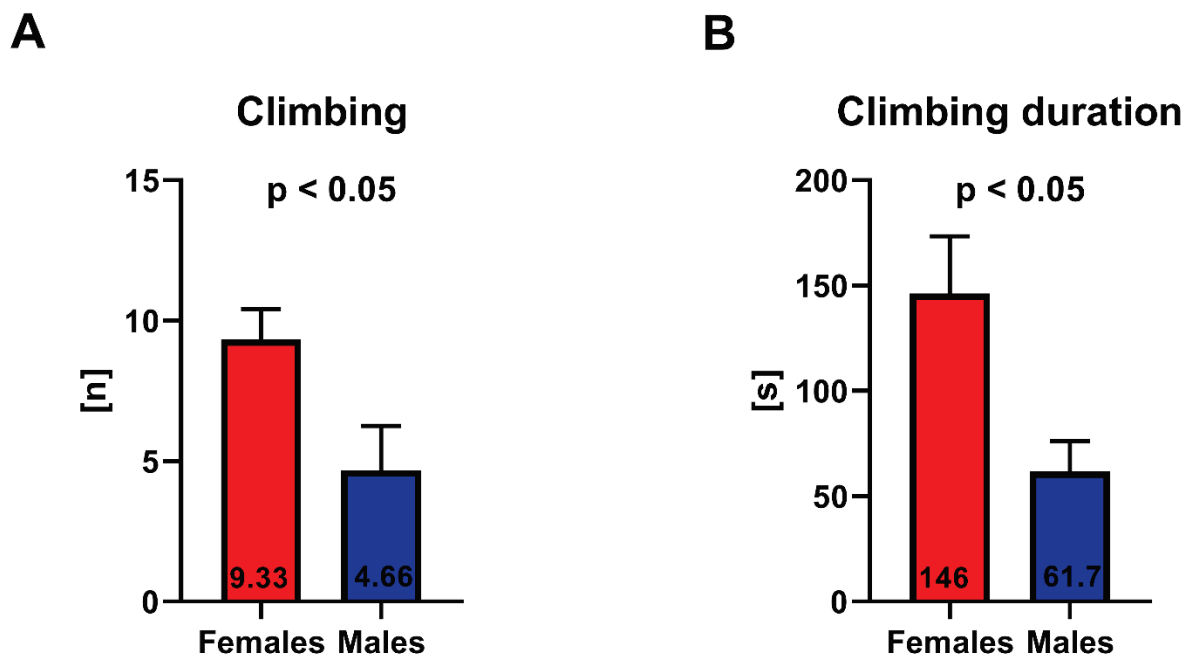 A
Climbing
p < 0.05
15
10
5
0
[n]
9.33
4.66
Females Males
B
Climbing duration
p < 0.05
200
150
100
50
0
[s]
146
61.7
Females Males